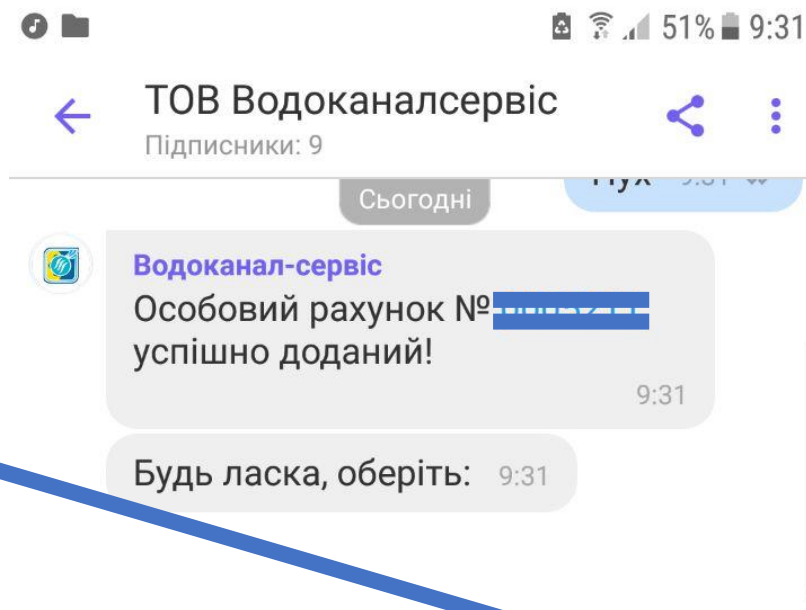 51% 9:31
ТОВ Водоканалсервіс
Підписники: 9
Сьогодні
Водоканал-сервіс
Особовий рахунок №
успішно доданий!
9:31
Будь ласка, оберіть: 9:31